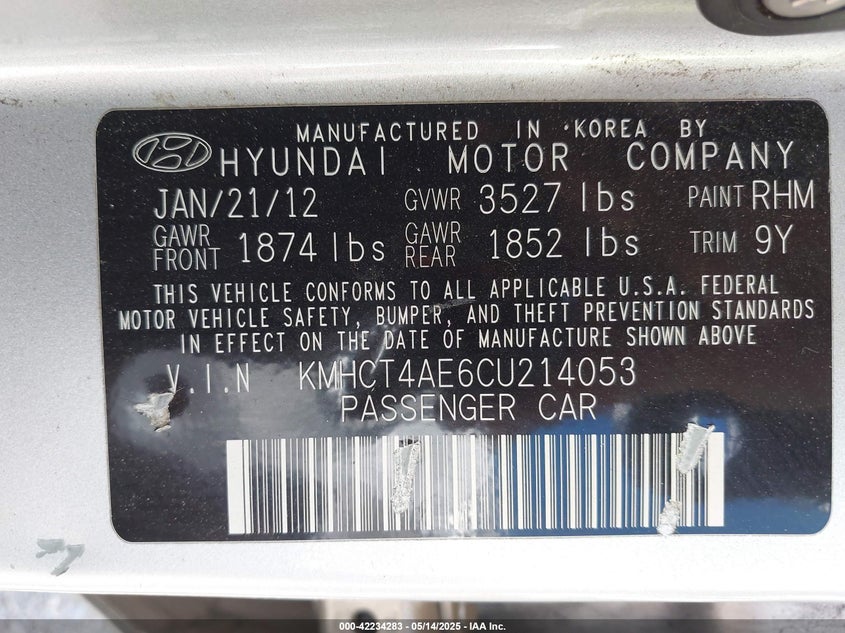 MANUFACTURED IN KOREA BY
HYUNDAI MOTOR COMPANY
JAN/21/12 GVWR 3527 lbs PAINT RHM
GAWR FRONT 1874 lbs GAWR REAR 1852 lbs TRIM 9Y
THIS VEHICLE CONFORMS TO ALL APPLICABLE U.S.A. FEDERAL
MOTOR VEHICLE SAFETY, BUMPER, AND THEFT PREVENTION STANDARDS
IN EFFECT ON THE DATE OF MANUFACTURE SHOWN ABOVE
V.I.N KMHCT4AE6CU214053
PASSENGER CAR
000-42234283 - 05/14/2025 - IAA Inc.